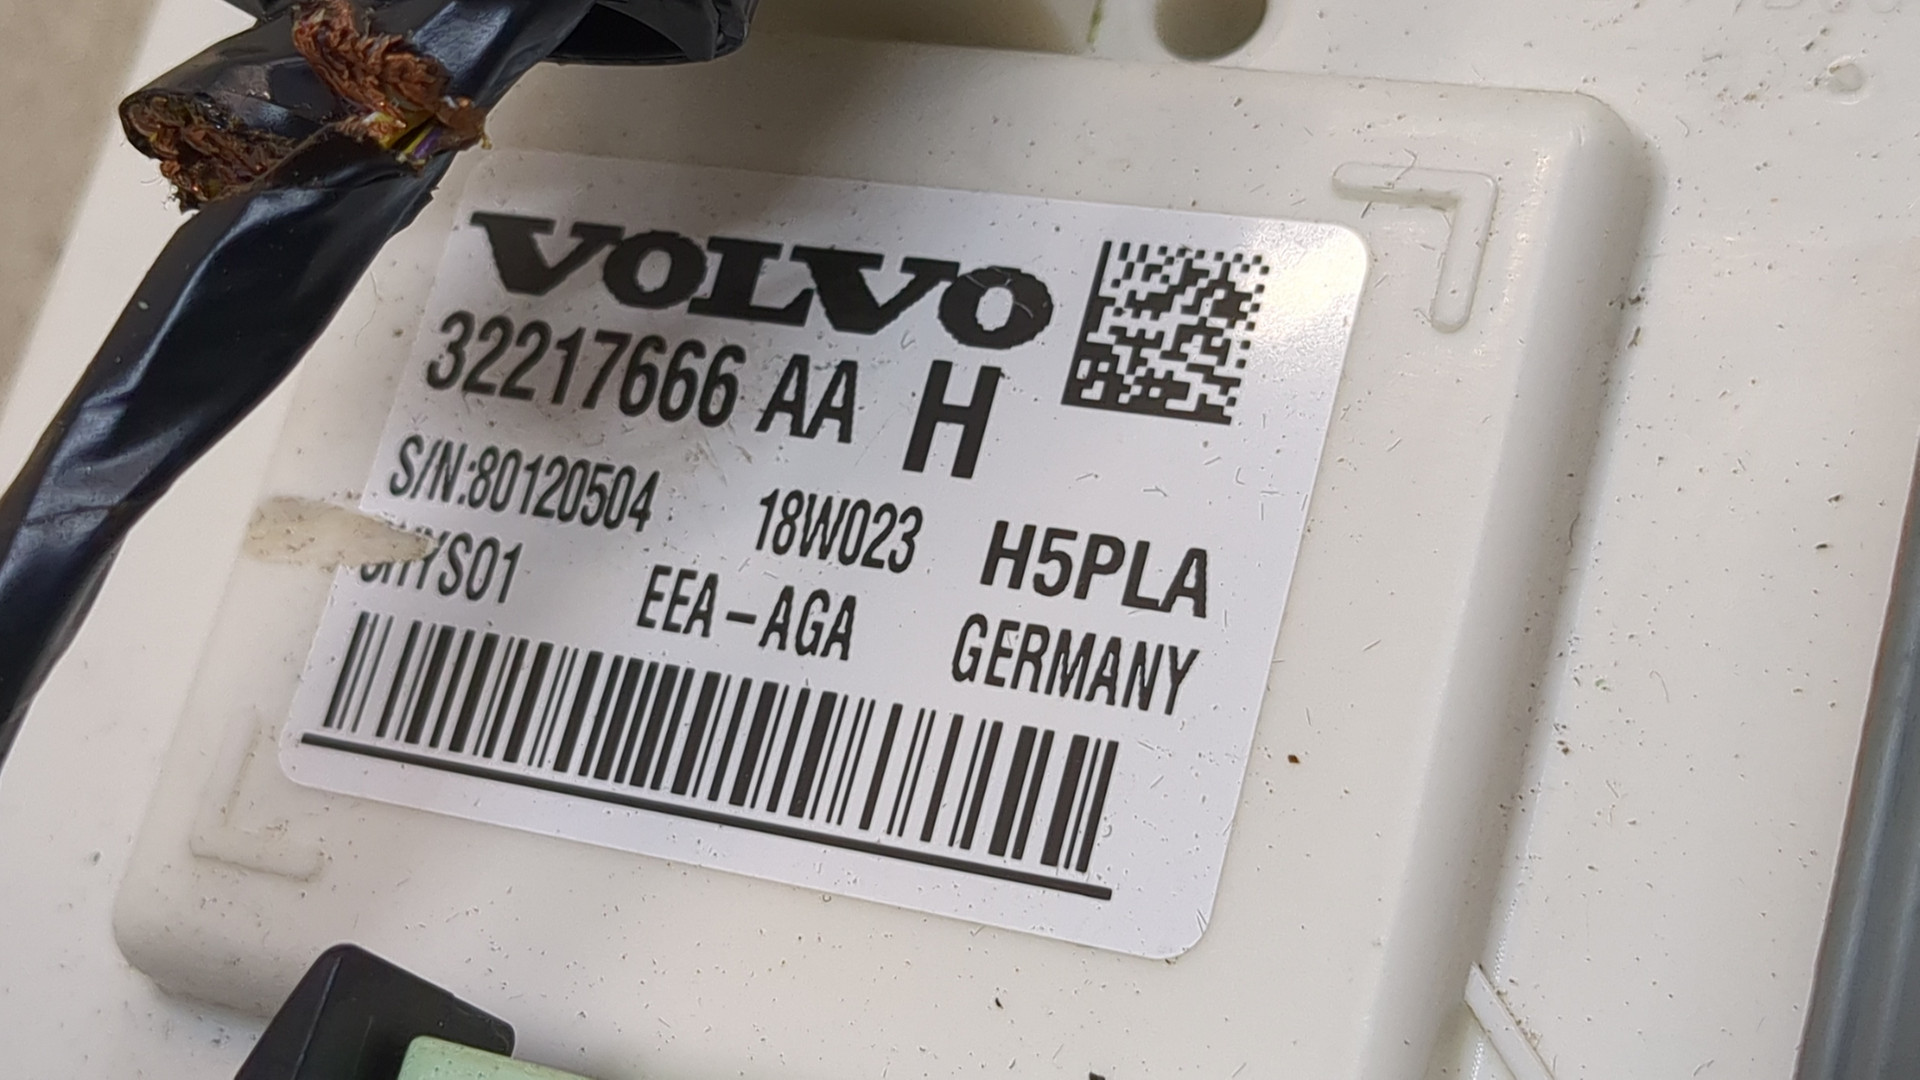 VOLVO
32217666 AA H
S/N:80120504 18W023 H5PLA
EEA-AGA GERMANY